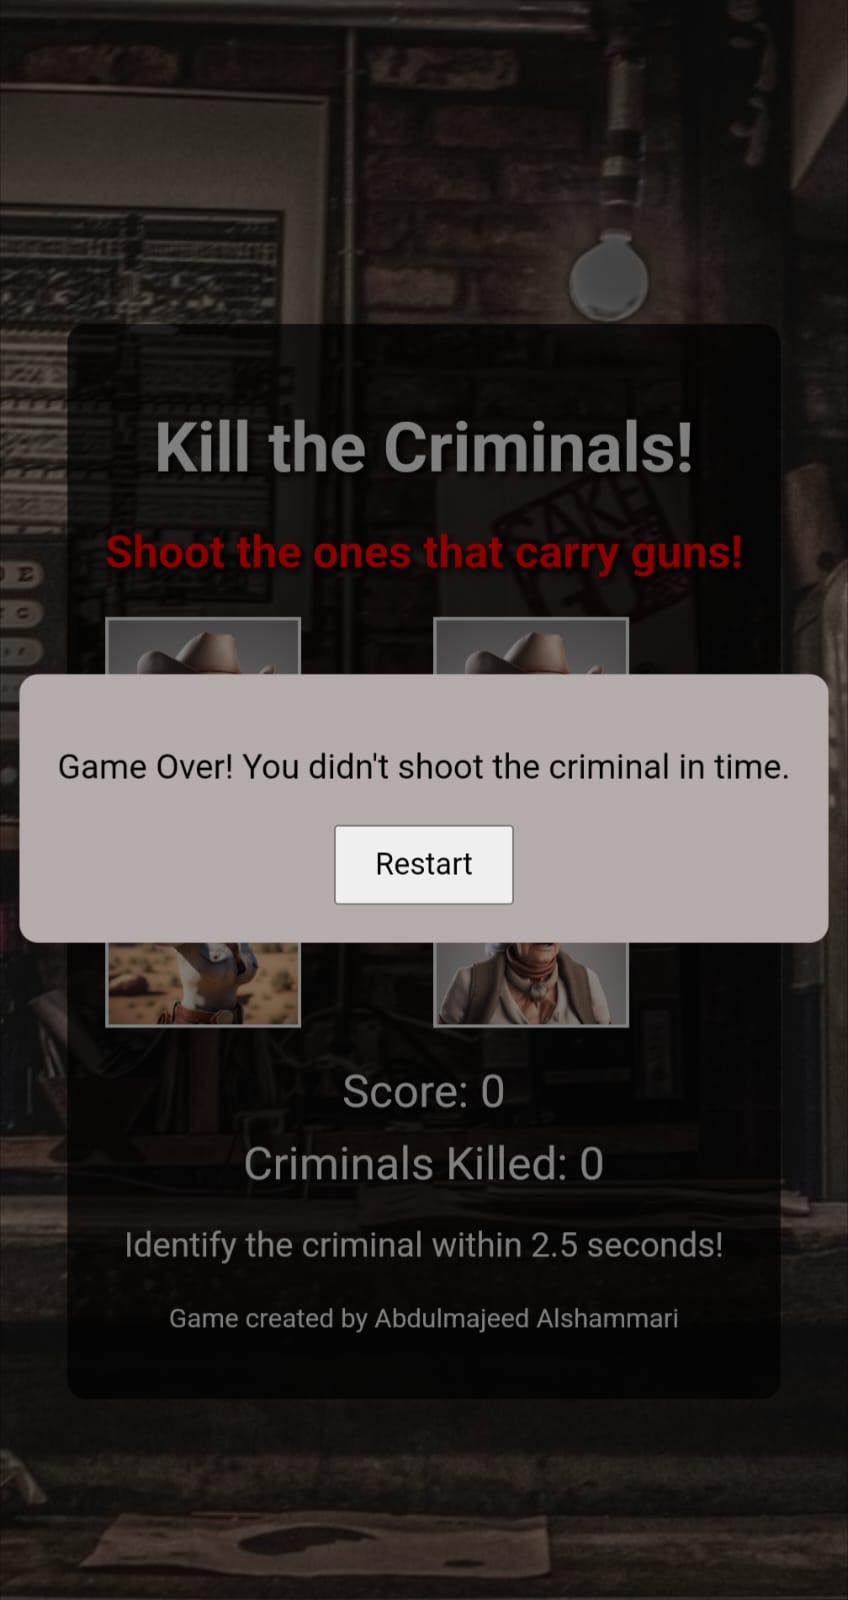 Kill the Criminals!
Shoot the ones that carry guns!
Game Over! You didn't shoot the criminal in time.
Restart
Score: 0
Criminals Killed: 0
Identify the criminal within 2.5 seconds!
Game created by Abdulmajeed Alshammari